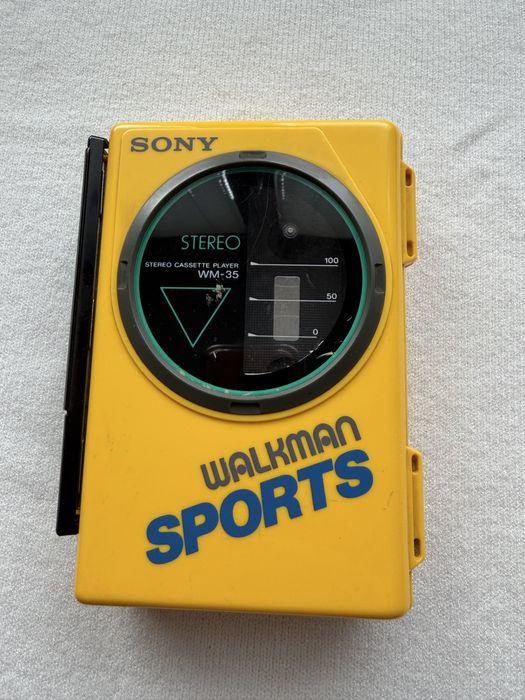 SONY
STEREO
STEREO CASSETTE PLAYER
WM-35
100
50
0
WALKMAN
SPORTS